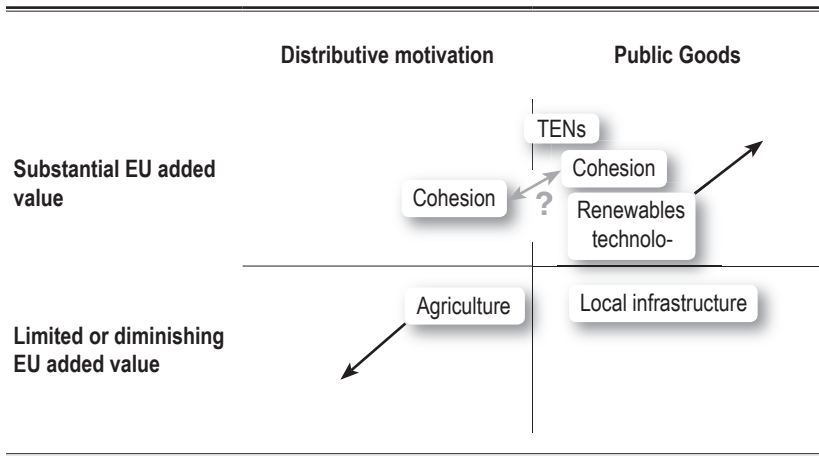 Distributive motivation
Public Goods
TENs
Substantial EU added
value
Cohesion
Cohesion
?
Renewables
technolo-
Agriculture
Local infrastructure
Limited or diminishing
EU added value